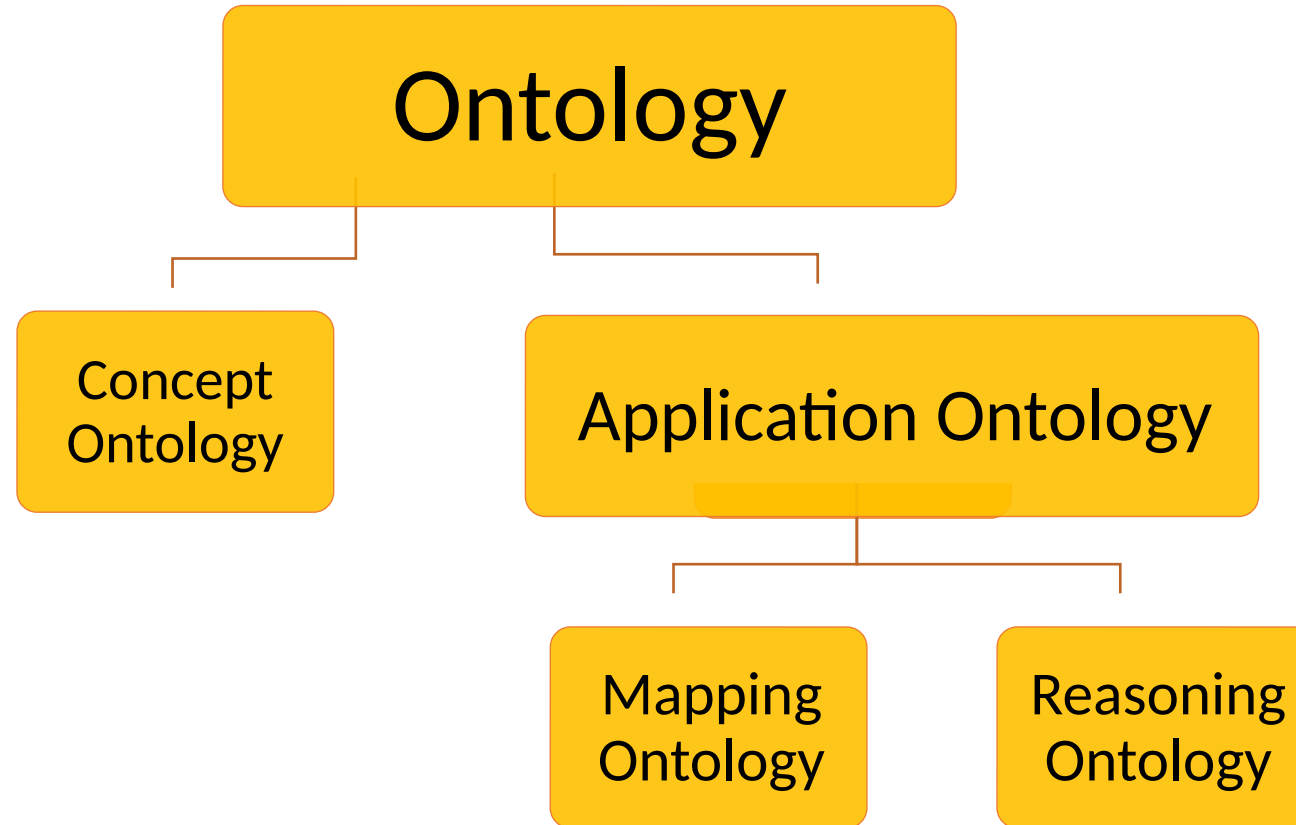 Ontology
Concept
Ontology
Application Ontology
Mapping
Ontology
Reasoning
Ontology